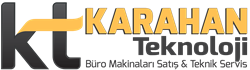 kt
KARAHAN
Teknoloji
Büro Makinaları Satış & Teknik Servis